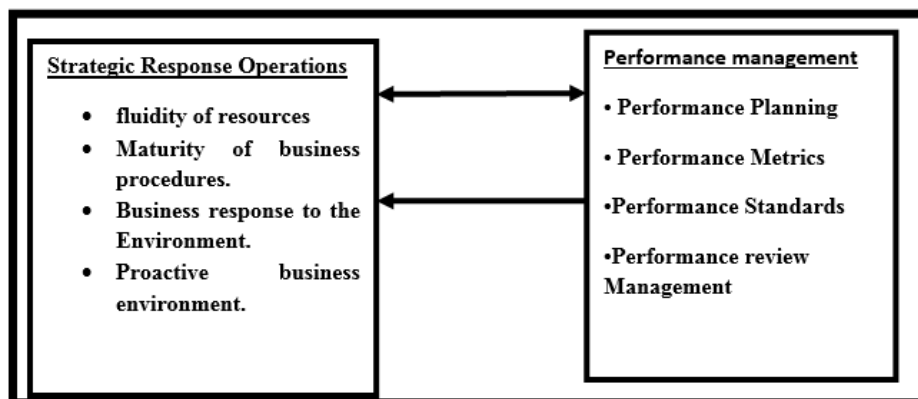 Strategic Response Operations
• fluidity of resources
• Maturity of business
procedures.
• Business response to the
Environment.
• Proactive business
environment.
Performance management
• Performance Planning
• Performance Metrics
•Performance Standards
•Performance review
Management